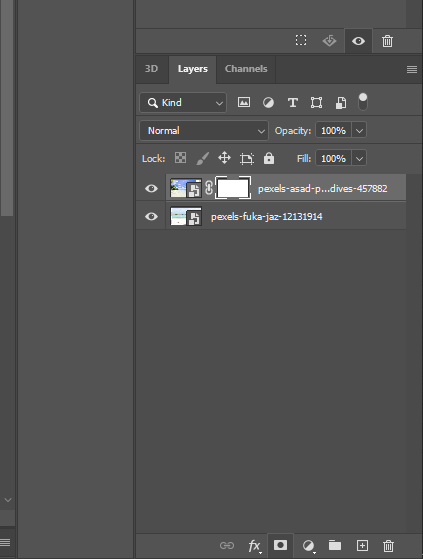 3D Layers Channels
Kind T
Normal Opacity: 100%
Lock: Fill: 100%
pexels-asad-p...dives-457882
pexels-fuka-jaz-12131914
fx